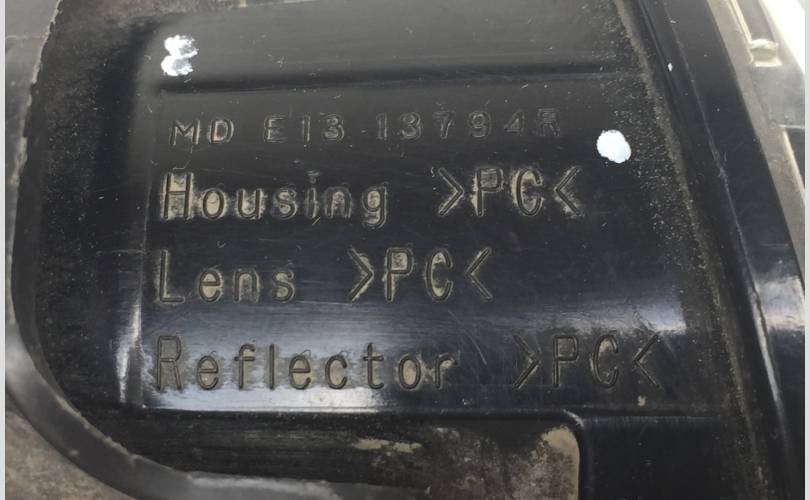 MD E13 13794R
Housing >PC<
Lens >PC<
Reflector >PC<